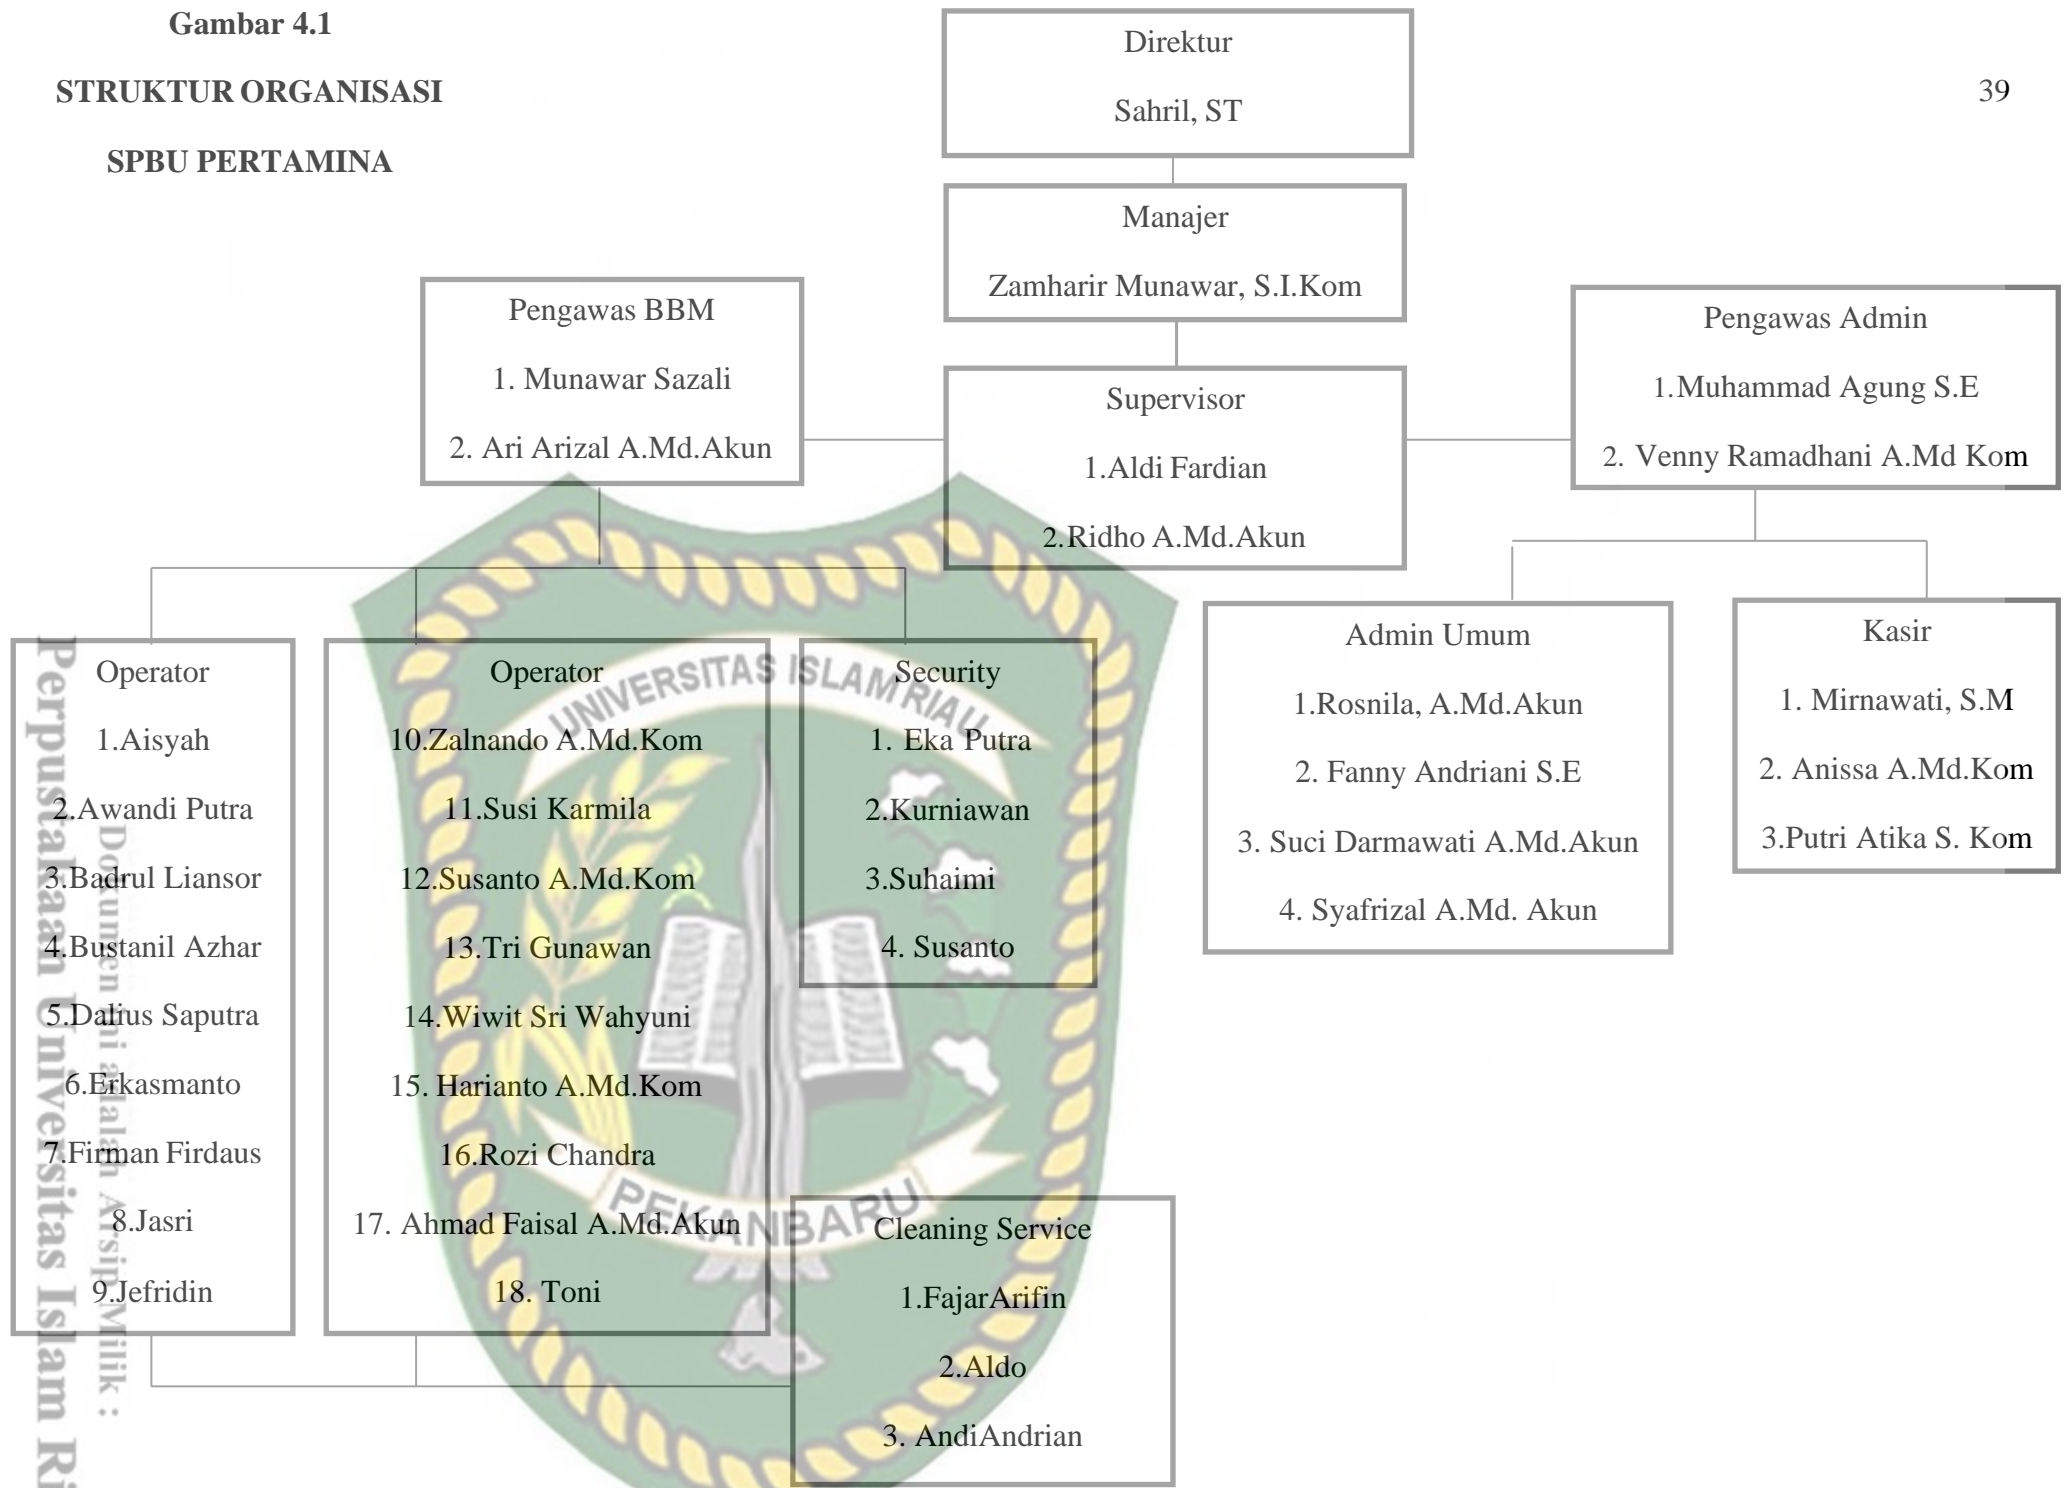 Gambar 4.1
STRUKTUR ORGANISASI
SPBU PERTAMINA
39
Direktur
Sahril, ST
Manajer
Zamharir Munawar, S.I.Kom
Pengawas BBM
1. Munawar Sazali
2. Ari Arizal A.Md.Akun
Supervisor
1.Aldi Fardian
2.Ridho A.Md.Akun
Pengawas Admin
1.Muhammad Agung S.E
2. Venny Ramadhani A.Md Kom
Operator
1.Aisyah
2.Awandi Putra
3.Badrul Liansor
4.Bustanil Azhar
5.Dalius Saputra
6.Erkasmanto
7.Firman Firdaus
8.Jasri
9.Jefridin
Operator
10.Zalnando A.Md.Kom
11.Susi Karmila
12.Susanto A.Md.Kom
13.Tri Gunawan
14.Wiwit Sri Wahyuni
15. Harianto A.Md.Kom
16.Rozi Chandra
17. Ahmad Faisal A.Md.Akun
18. Toni
Security
1. Eka Putra
2.Kurniawan
3.Suhaimi
4. Susanto
Admin Umum
1.Rosnila, A.Md.Akun
2. Fanny Andriani S.E
3. Suci Darmawati A.Md.Akun
4. Syafrizal A.Md. Akun
Kasir
1. Mirnawati, S.M
2. Anissa A.Md.Kom
3.Putri Atika S. Kom
Cleaning Service
1.FajarArifin
2.Aldo
3. AndiAndrian
UNIVERSITAS ISLAM RIAU
PEKANBARU
Dokumen ini adalah Arsip Milik :
Perpustakaan Universitas Islam Ri